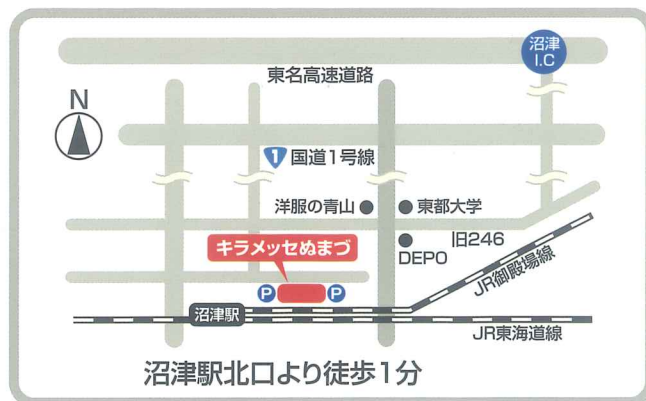 沼津
I.C
東名高速道路
N
1 国道1号線
洋服の青山
東都大学
旧246
DEPO
キラメッセぬまづ
P
P
沼津駅
JR御殿場線
JR東海道線
沼津駅北口より徒歩1分